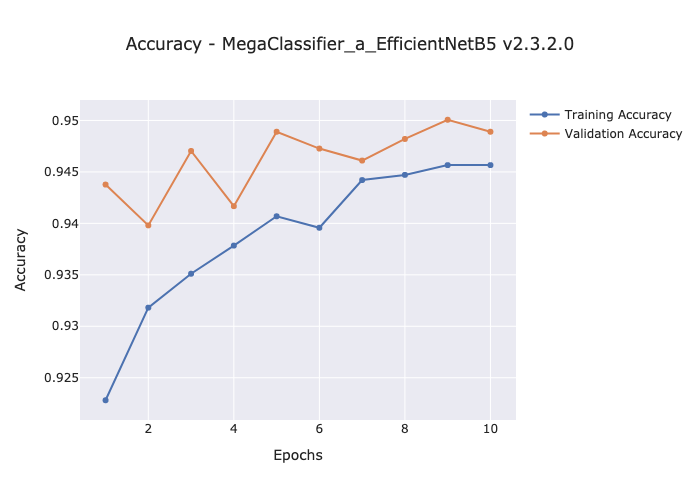 Accuracy - MegaClassifier_a_EfficientNetB5 v2.3.2.0
Training Accuracy
Validation Accuracy
0.95
0.945
0.94
0.935
0.93
0.925
Accuracy
2 4 6 8 10
Epochs